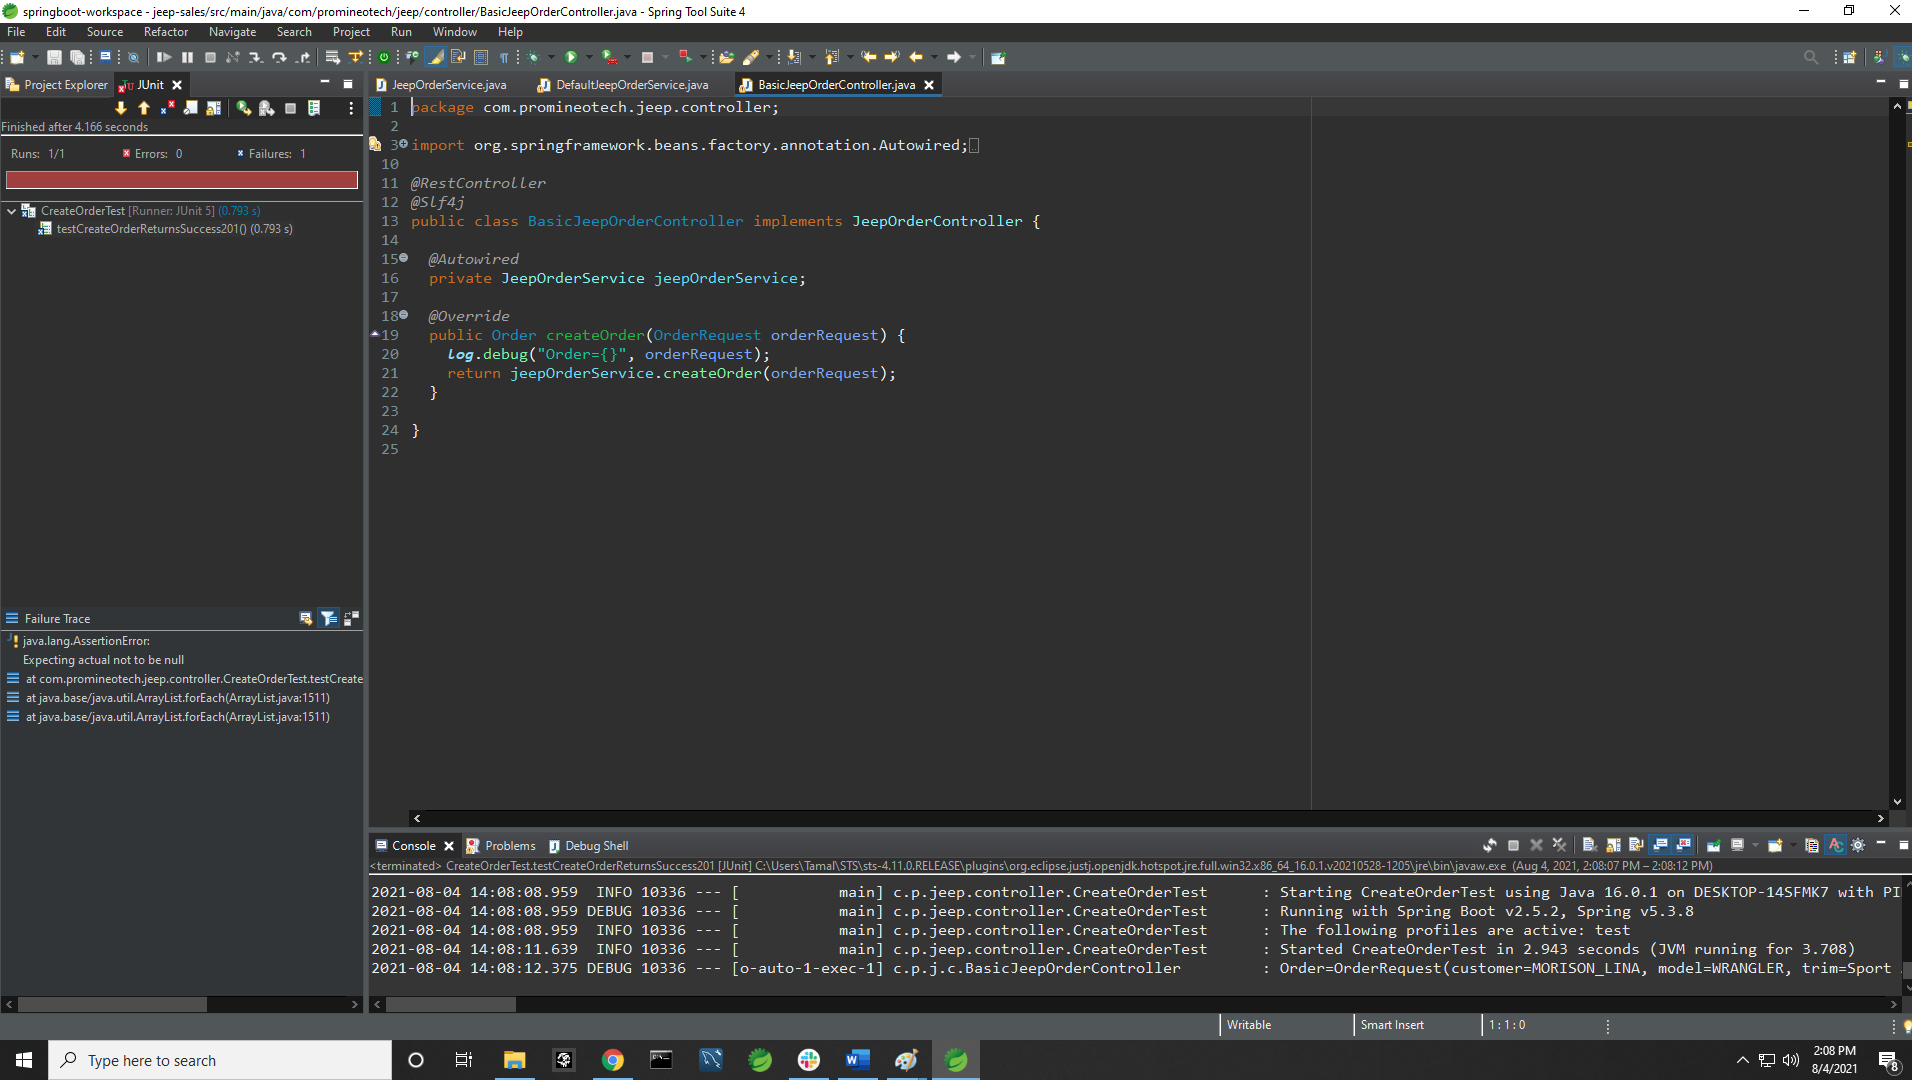 springboot-workspace - jeep-sales/src/main/java/com/promineotech/jeep/controller/BasicJeepOrderController.java - Spring Tool Suite 4
File Edit Source Refactor Navigate Search Project Run Window Help
Project Explorer JUnit
JeepOrderService.java DefaultJeepOrderService.java BasicJeepOrderController.java
Finished after 4.166 seconds
Runs: 1/1 Errors: 0 Failures: 1
CreateOrderTest [Runner: JUnit 5] (0.793 s)
testCreateOrderReturnsSuccess201() (0.793 s)
Failure Trace
java.lang.AssertionError:
Expecting actual not to be null
at com.promineotech.jeep.controller.CreateOrderTest.testCreate
at java.base/java.util.ArrayList.forEach(ArrayList.java:1511)
at java.base/java.util.ArrayList.forEach(ArrayList.java:1511)
1 package com.promineotech.jeep.controller;
2
3 import org.springframework.beans.factory.annotation.Autowired;
10
11 @RestController
12 @Slf4j
13 public class BasicJeepOrderController implements JeepOrderController {
14
15 @Autowired
16 private JeepOrderService jeepOrderService;
17
18 @Override
19 public Order createOrder(OrderRequest orderRequest) {
20 log.debug("Order={}", orderRequest);
21 return jeepOrderService.createOrder(orderRequest);
22 }
23
24 }
25
Console Problems Debug Shell
<terminated> CreateOrderTest.testCreateOrderReturnsSuccess201 [JUnit] C:\Users\Tamal\STS\sts-4.11.0.RELEASE\plugins\org.eclipse.justj.openjdk.hotspot.jre.full.win32.x86_64_16.0.1.v20210528-1205\jre\bin\javaw.exe (Aug 4, 2021, 2:08:07 PM – 2:08:12 PM)
2021-08-04 14:08:08.959 INFO 10336 --- [ main] c.p.jeep.controller.CreateOrderTest : Starting CreateOrderTest using Java 16.0.1 on DESKTOP-14SFMK7 with PI
2021-08-04 14:08:08.959 DEBUG 10336 --- [ main] c.p.jeep.controller.CreateOrderTest : Running with Spring Boot v2.5.2, Spring v5.3.8
2021-08-04 14:08:08.959 INFO 10336 --- [ main] c.p.jeep.controller.CreateOrderTest : The following profiles are active: test
2021-08-04 14:08:11.639 INFO 10336 --- [ main] c.p.jeep.controller.CreateOrderTest : Started CreateOrderTest in 2.943 seconds (JVM running for 3.708)
2021-08-04 14:08:12.375 DEBUG 10336 --- [o-auto-1-exec-1] c.p.j.c.BasicJeepOrderController : Order=OrderRequest(customer=MORISON_LINA, model=WRANGLER, trim=Sport
Writable Smart Insert 1 : 1 : 0
Type here to search
2:08 PM
8/4/2021
8